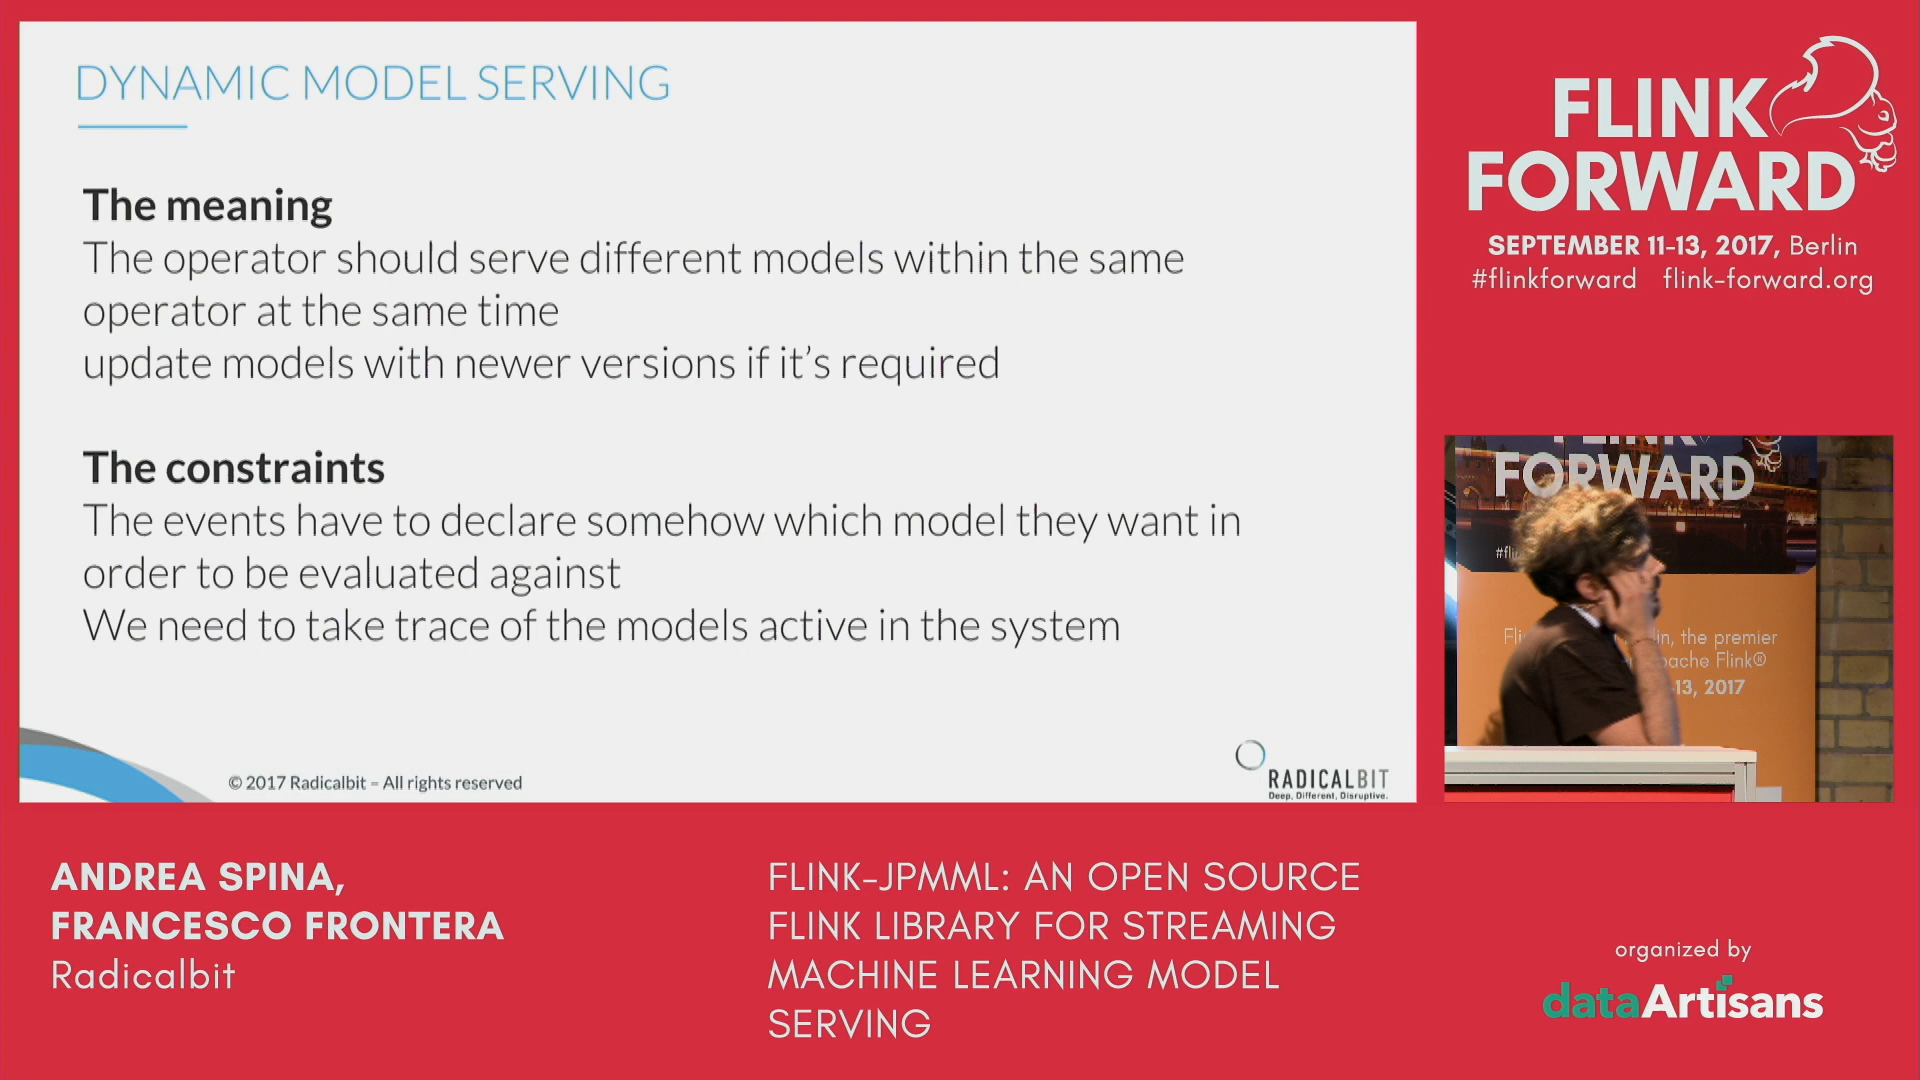 DYNAMIC MODEL SERVING
The meaning
The operator should serve different models within the same
operator at the same time
update models with newer versions if it's required
The constraints
The events have to declare somehow which model they want in
order to be evaluated against
We need to take trace of the models active in the system
© 2017 Radicalbit – All rights reserved
RADICALBIT
Deep, Different, Disruptive.
FLINK
FORWARD
SEPTEMBER 11-13, 2017, Berlin
#flinkforward flink-forward.org
FORWARD
#fli
Fli in, the premier
pache Flink®
13, 2017
ANDREA SPINA,
FRANCESCO FRONTERA
Radicalbit
FLINK-JPMML: AN OPEN SOURCE
FLINK LIBRARY FOR STREAMING
MACHINE LEARNING MODEL
SERVING
organized by
dataArtisans